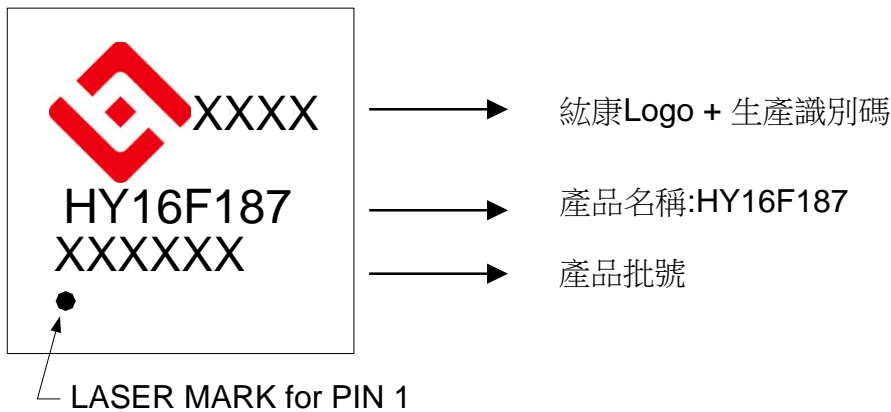 XXXX
紘康Logo + 生產識別碼
HY16F187
產品名稱:HY16F187
XXXXXX
產品批號
LASER MARK for PIN 1